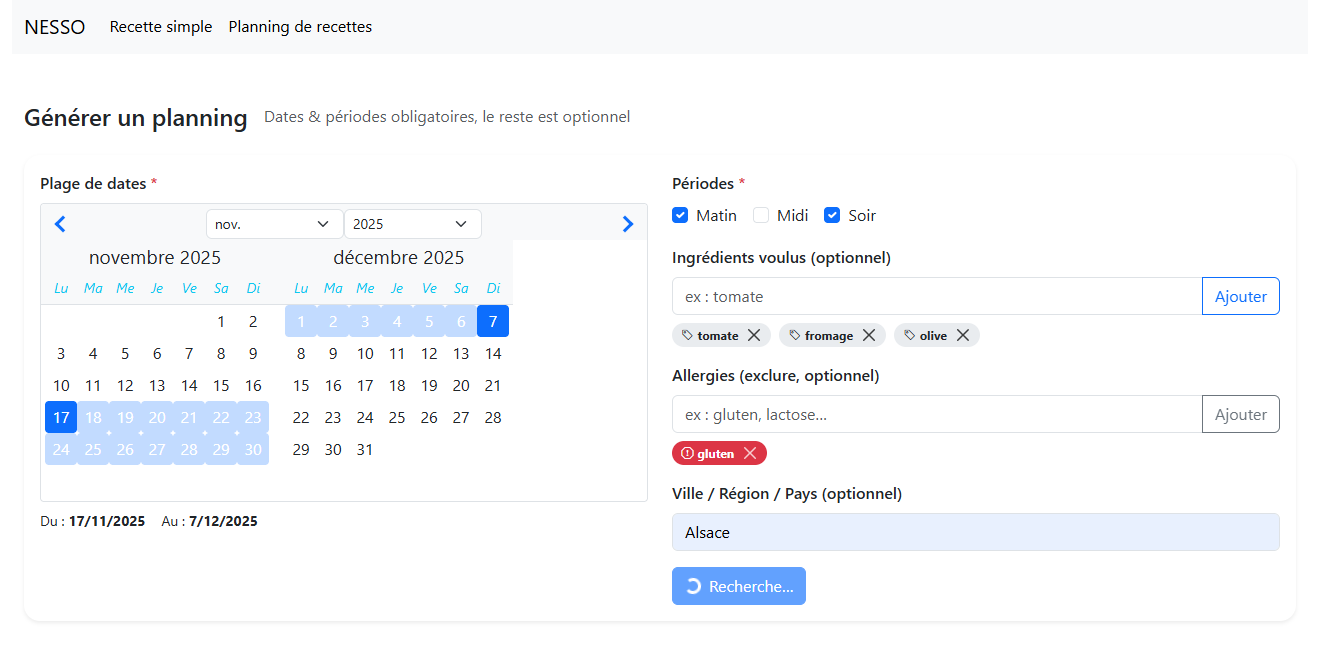 NESSO Recette simple Planning de recettes
Générer un planning Dates & périodes obligatoires, le reste est optionnel
Plage de dates *
nov. 2025
novembre 2025
Lu Ma Me Je Ve Sa Di
1 2
3 4 5 6 7 8 9
10 11 12 13 14 15 16
17 18 19 20 21 22 23
24 25 26 27 28 29 30
décembre 2025
Lu Ma Me Je Ve Sa Di
1 2 3 4 5 6 7
8 9 10 11 12 13 14
15 16 17 18 19 20 21
22 23 24 25 26 27 28
29 30 31
Du : 17/11/2025 Au : 7/12/2025
Périodes *
Matin Midi Soir
Ingrédients voulus (optionnel)
ex : tomate Ajouter
tomate fromage olive
Allergies (exclure, optionnel)
ex : gluten, lactose... Ajouter
gluten
Ville / Région / Pays (optionnel)
Alsace
Recherche...